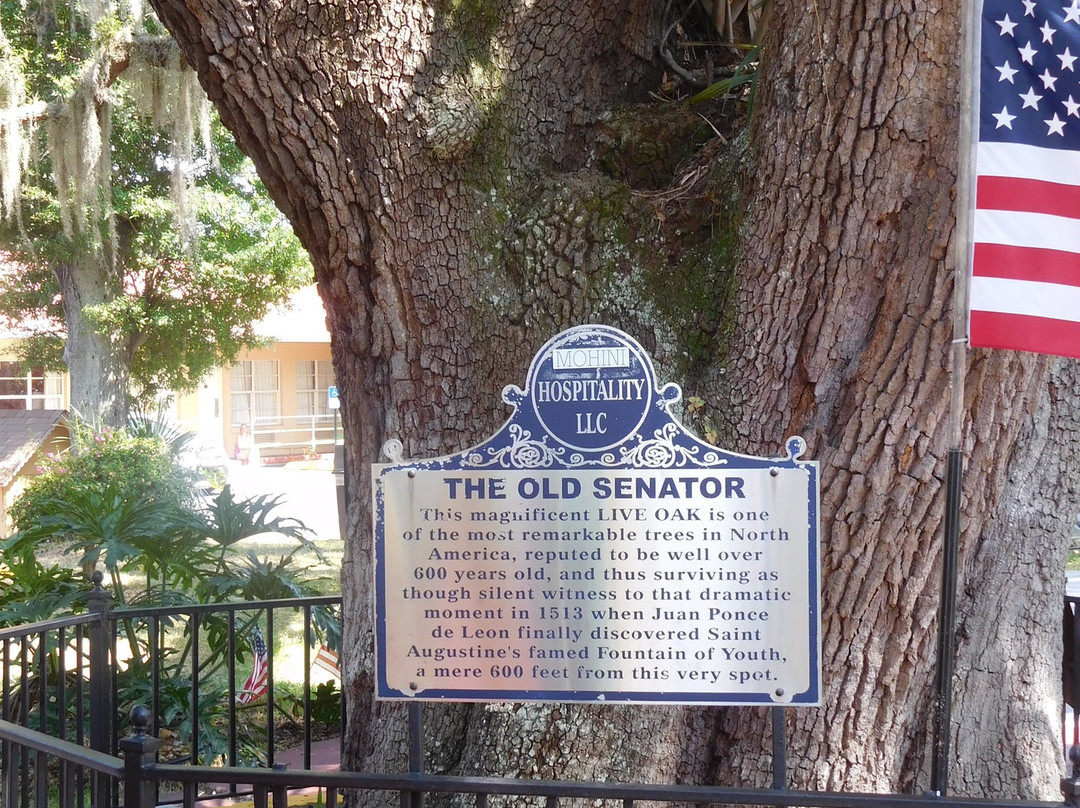 MOHINI
HOSPITALITY
LLC
THE OLD SENATOR
This magnificent LIVE OAK is one
of the most remarkable trees in North
America, reputed to be well over
600 years old, and thus surviving as
though silent witness to that dramatic
moment in 1513 when Juan Ponce
de Leon finally discovered Saint
Augustine's famed Fountain of Youth,
a mere 600 feet from this very spot.